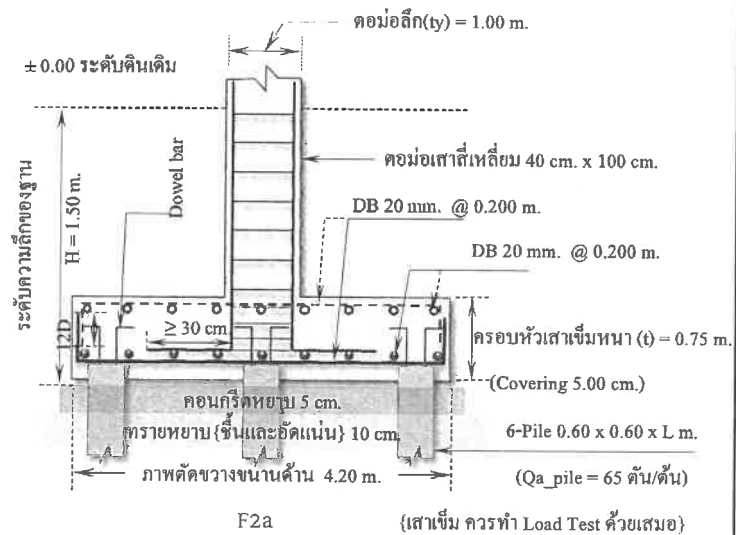 ตอม่อลึก(ty) = 1.00 m.
± 0.00 ระดับดินเดิม
ตอม่อเสาสี่เหลี่ยม 40 cm. x 100 cm.
Dowel bar
ระดับความลึกของฐาน
H = 1.50 m.
DB 20 mm. @ 0.200 m.
DB 20 mm. @ 0.200 m.
12D
≥ 30 cm.
ครอบหัวเสาเข็มหนา (t) = 0.75 m.
(Covering 5.00 cm.)
คอนกรีตหยาบ 5 cm.
ทรายหยาบ {ชื้นและอัดแน่น} 10 cm.
6-Pile 0.60 x 0.60 x L m.
ภาพตัดขวางขนานด้าน 4.20 m.
(Qa_pile = 65 ตัน/ต้น)
F2a
{เสาเข็ม ควรทำ Load Test ด้วยเสมอ}